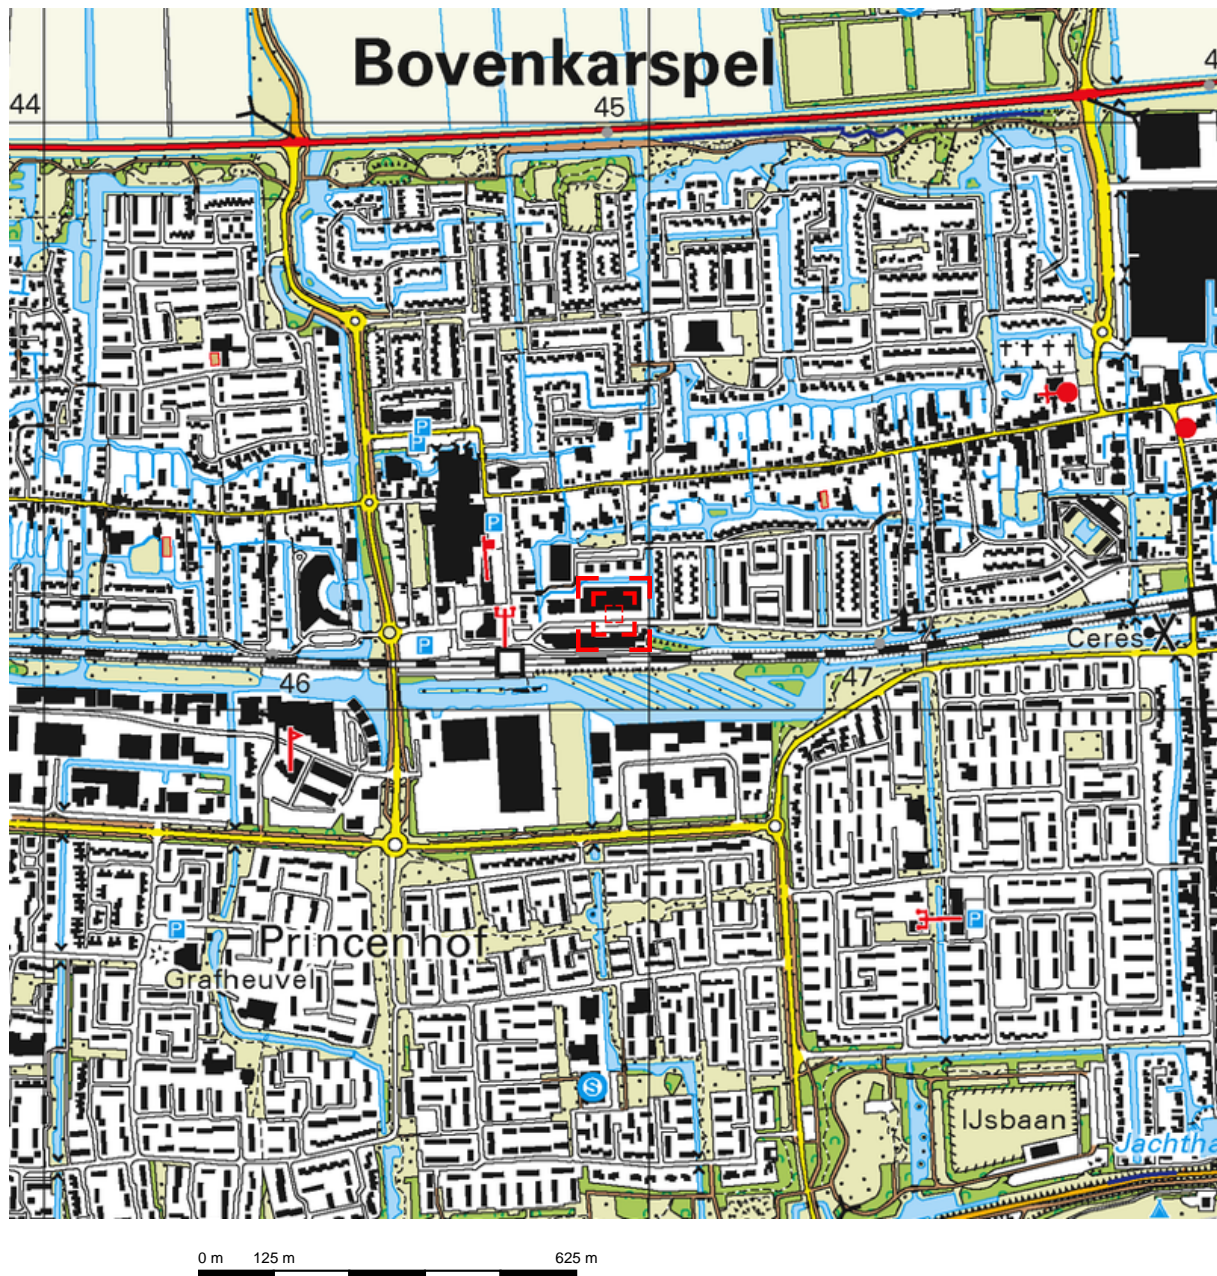 Bovenkarspel
44
45
4
P
P
P
P
Ceres
46
47
P
P
Princenhof
Grafheuvel
S
IJsbaan
Jachtha
0 m 125 m 625 m